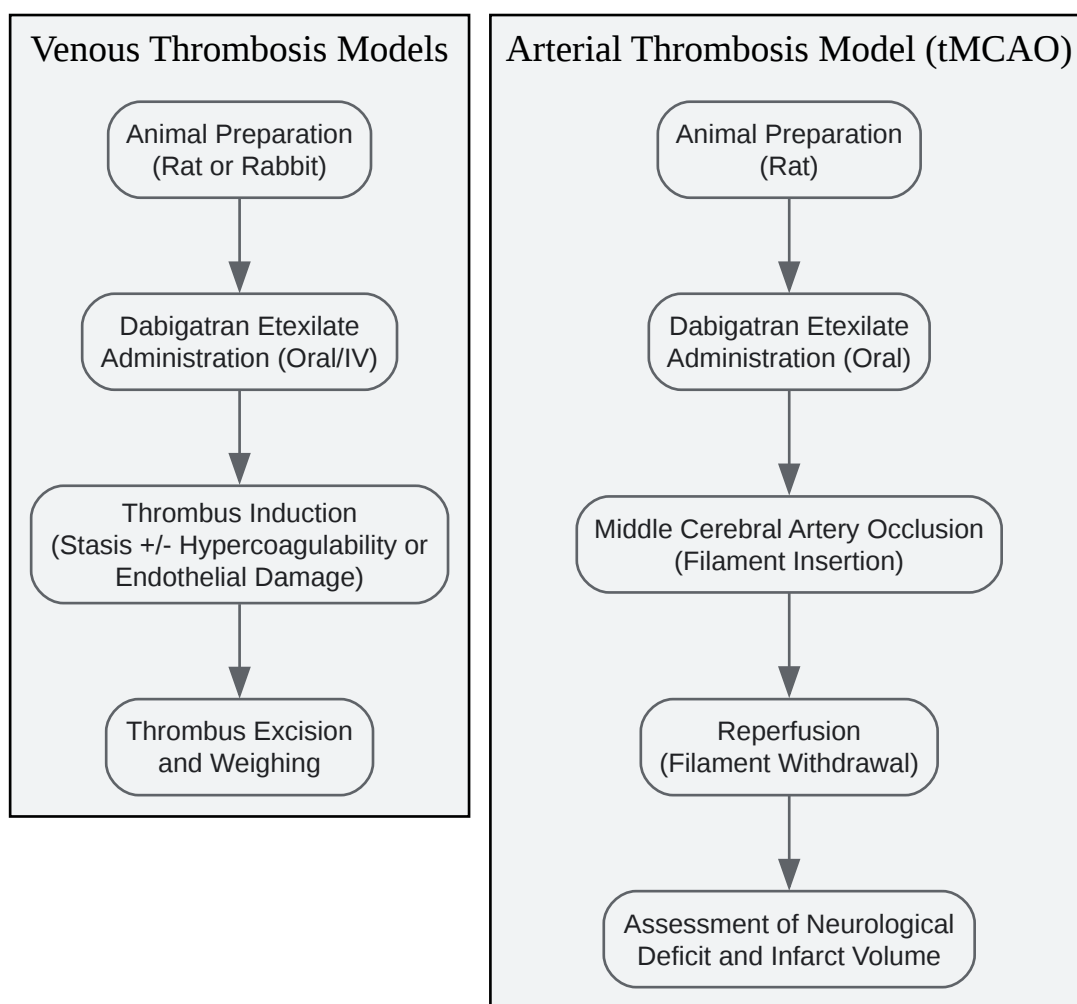 Venous Thrombosis Models
Animal Preparation
(Rat or Rabbit)
Dabigatran Etexilate
Administration (Oral/IV)
Thrombus Induction
(Stasis +/- Hypercoagulability or
Endothelial Damage)
Thrombus Excision
and Weighing
Arterial Thrombosis Model (tMCAO)
Animal Preparation
(Rat)
Dabigatran Etexilate
Administration (Oral)
Middle Cerebral Artery Occlusion
(Filament Insertion)
Reperfusion
(Filament Withdrawal)
Assessment of Neurological
Deficit and Infarct Volume